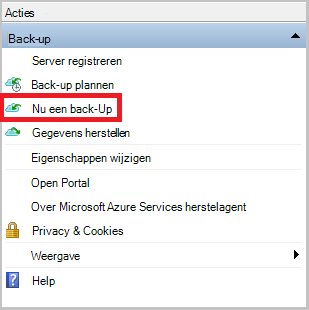 Acties
Back-up
Server registreren
Back-up plannen
Nu een back-Up
Gegevens herstellen
Eigenschappen wijzigen
Open Portal
Over Microsoft Azure Services herstelagent
Privacy & Cookies
Weergave
Help